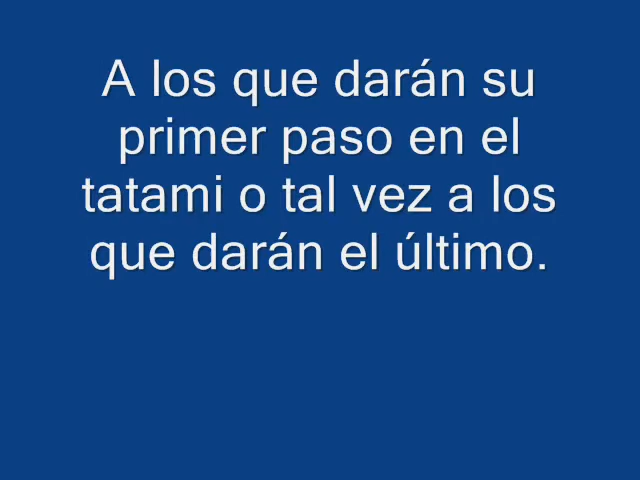 A los que darán su
primer paso en el
tatami o tal vez a los
que darán el último.